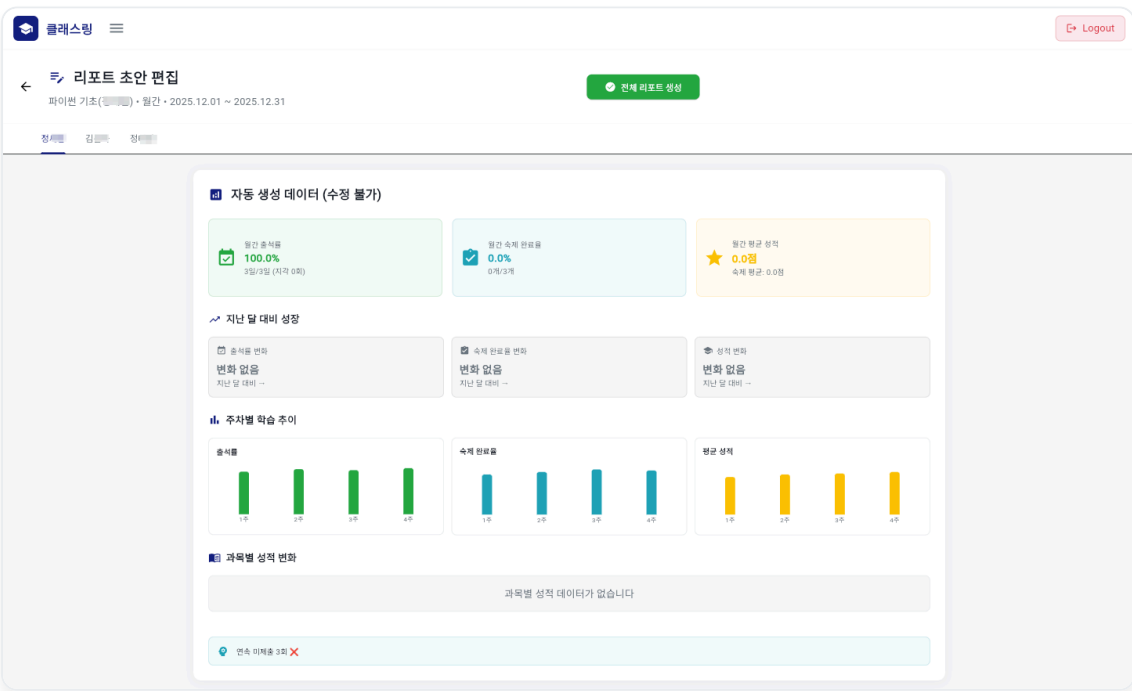 클래스링
Logout
리포트 초안 편집
전체 리포트 생성
파이썬 기초( ) • 월간 • 2025.12.01 ~ 2025.12.31
정 김 정
자동 생성 데이터 (수정 불가)
월간 출석률
100.0%
3일/3일 (지각 0회)
월간 숙제 완료율
0.0%
0개/3개
월간 평균 성적
0.0점
숙제 평균: 0.0점
지난 달 대비 성장
출석률 변화
변화 없음
지난 달 대비 →
숙제 완료율 변화
변화 없음
지난 달 대비 →
성적 변화
변화 없음
지난 달 대비 →
주차별 학습 추이
출석률
1주 2주 3주 4주
숙제 완료율
1주 2주 3주 4주
평균 성적
1주 2주 3주 4주
과목별 성적 변화
과목별 성적 데이터가 없습니다
연속 미제출 3회 ❌